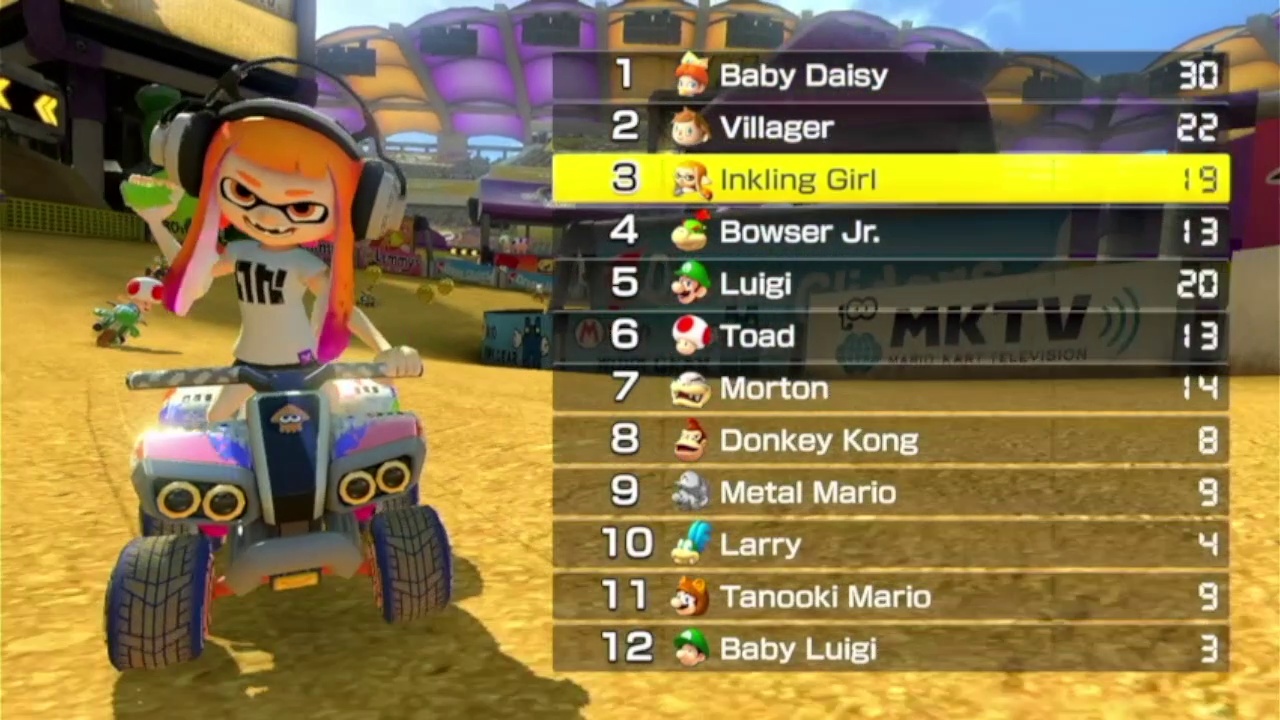 1 Baby Daisy 30
2 Villager 22
3 Inkling Girl 19
4 Bowser Jr. 13
5 Luigi 20
6 Toad 13
7 Morton 14
8 Donkey Kong 8
9 Metal Mario 9
10 Larry 4
11 Tanooki Mario 9
12 Baby Luigi 3
MKTV
MARIO KART TELEVISION